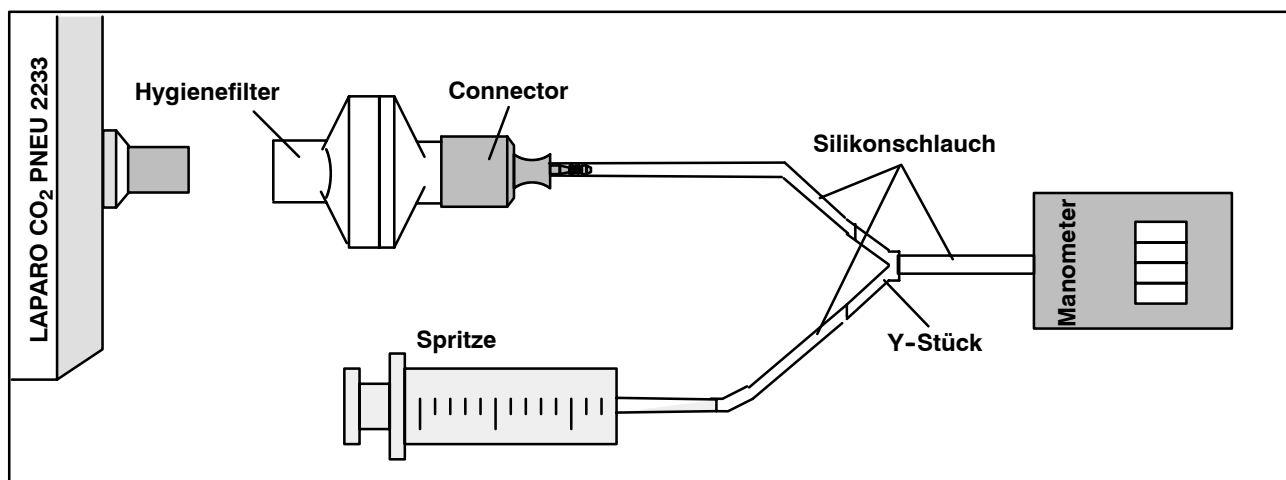 LAPARO CO₂ PNEU 2233
Hygienefilter
Connector
Silikonschlauch
Manometer
Spritze
Y-Stück